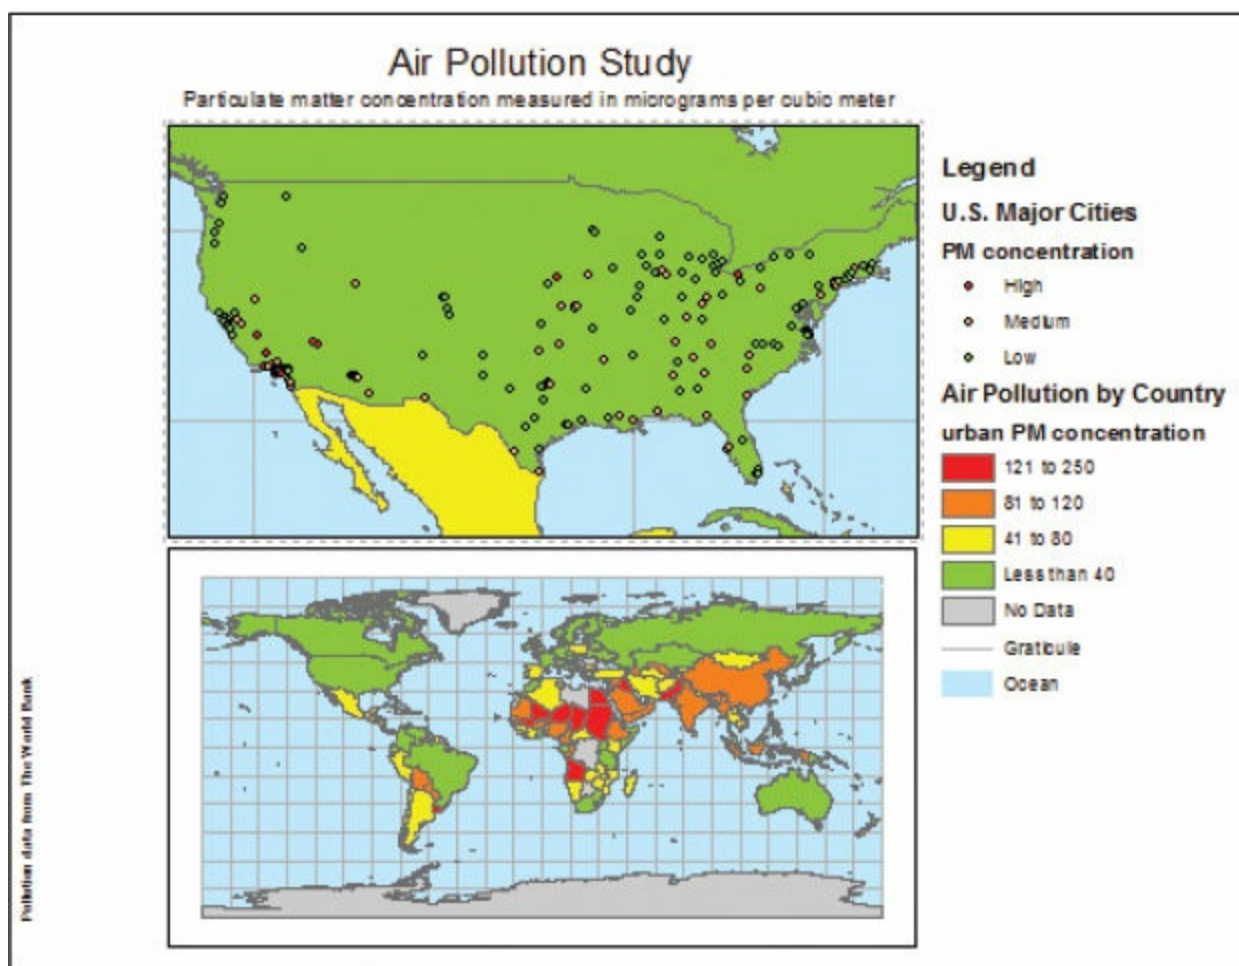 Air Pollution Study
Particulate matter concentration measured in micrograms per cubic meter
Legend
U.S. Major Cities
PM concentration
High
Medium
Low
Air Pollution by Country
urban PM concentration
121 to 250
81 to 120
41 to 80
Less than 40
No Data
Graticule
Ocean
Pollution data from The World Bank